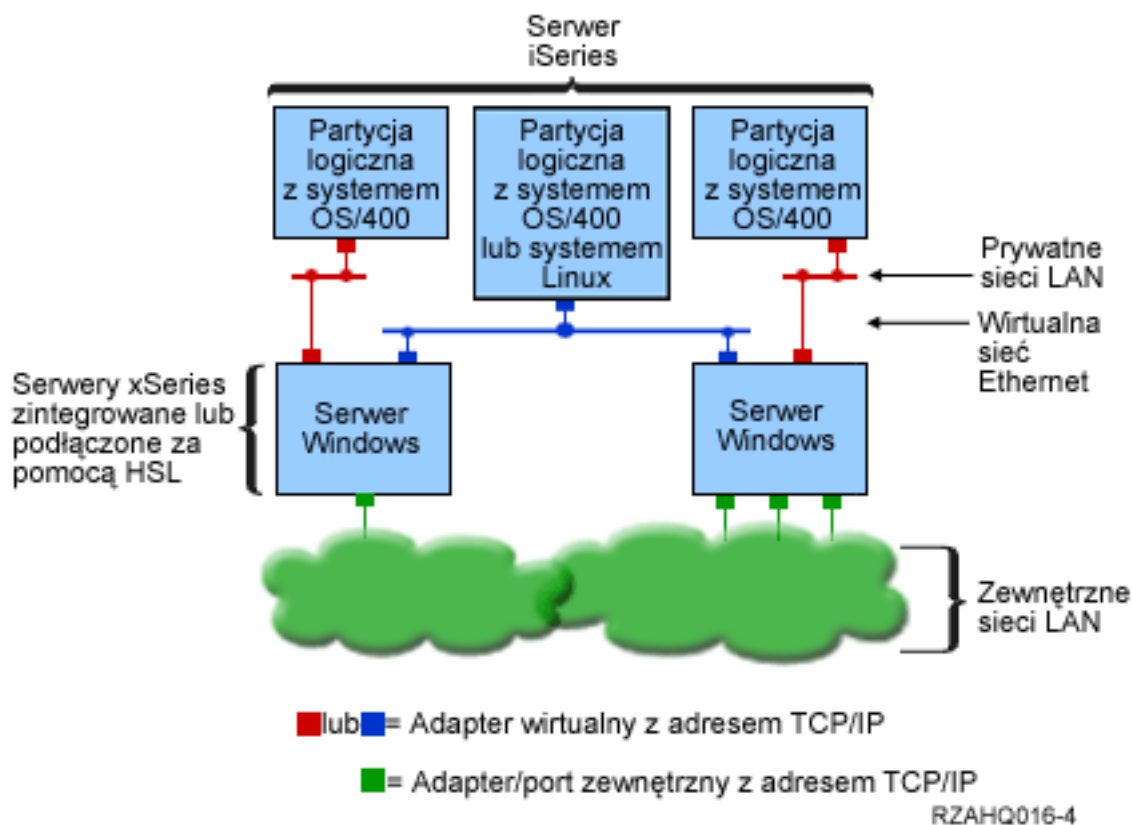 Serwer
iSeries
Partycja
logiczna
z systemem
OS/400
Partycja
logiczna
z systemem
OS/400
lub systemem
Linux
Partycja
logiczna
z systemem
OS/400
Prywatne
sieci LAN
Wirtualna
sieć
Ethernet
Serwery xSeries
zintegrowane lub
podłączone za
pomocą HSL
Serwer
Windows
Serwer
Windows
Zewnętrzne
sieci LAN
lub = Adapter wirtualny z adresem TCP/IP
= Adapter/port zewnętrzny z adresem TCP/IP
RZAHQ016-4